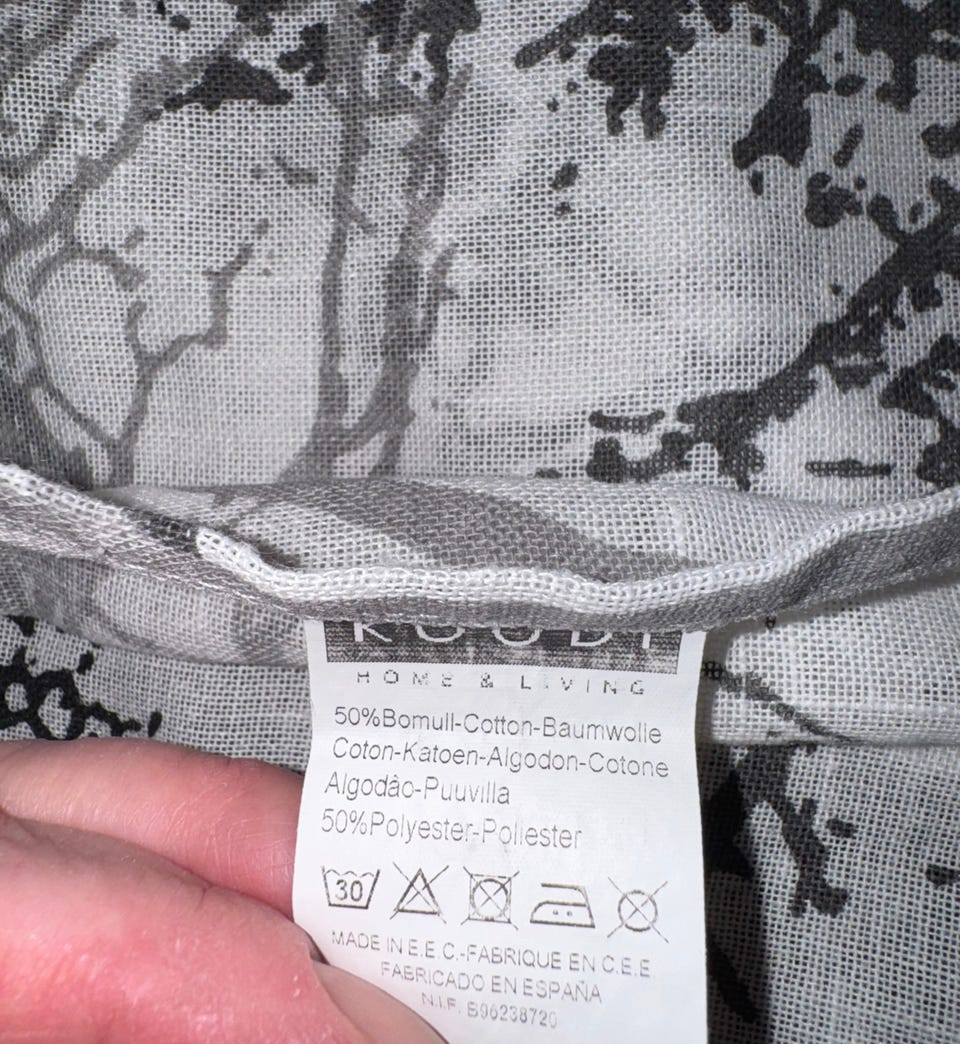 HOME & LIVING
50%Bomull-Cotton-Baumwolle
Coton-Katoen-Algodon-Cotone
Algodâo-Puuvilla
50%Polyester-Poliester
30
MADE IN E.E.C.-FABRIQUE EN C.E.E
FABRICADO EN ESPAÑA
N.I.F. B96238720